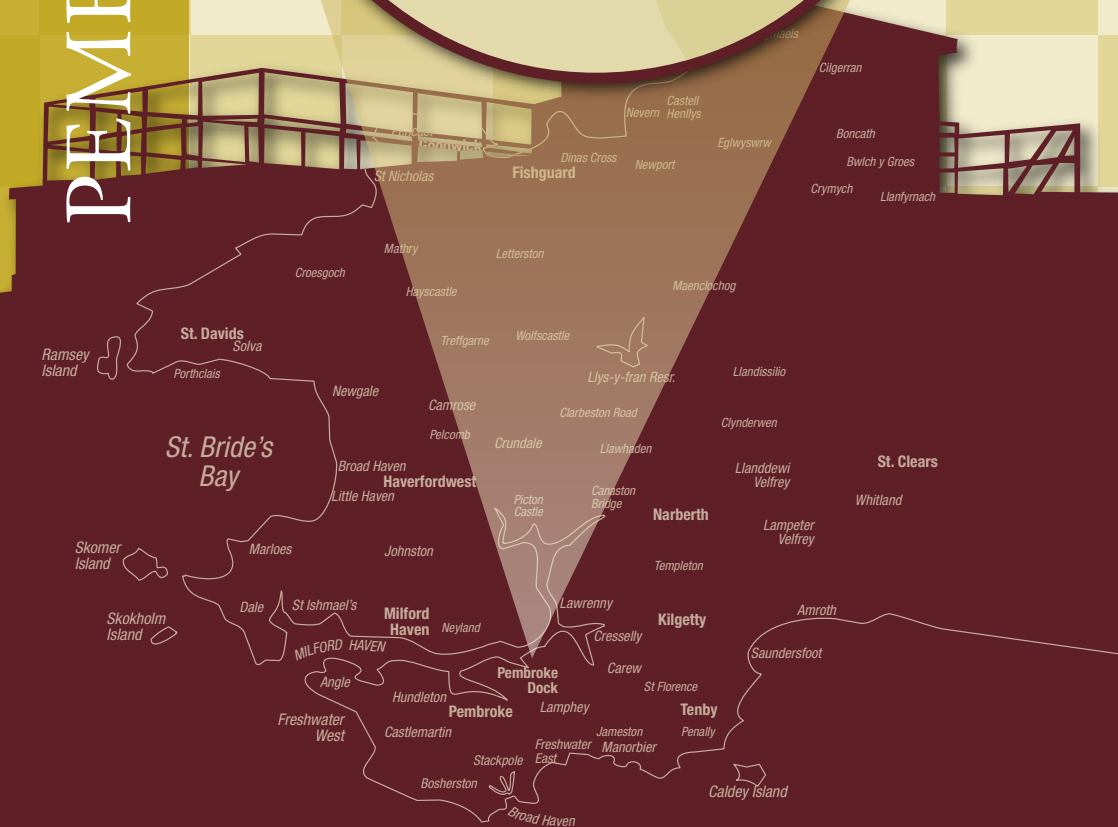 PEME
Cilgerran
Castell
Henllys
Nevern
Boncath
Eglwyswrw
Goodwick
Dinas Cross
Newport
Bwlch y Groes
Fishguard
St Nicholas
Crymych
Llanfyrnach
Mathry
Letterston
Croesgoch
Hayscastle
Maenclochog
St. Davids
Solva
Treffgarne
Wolfscastle
Ramsey
Island
Porthclais
Llys-y-fran Resr.
Llandissilio
Newgale
Camrose
Clarbeston Road
Clynderwen
Pelcomb
Crundale
Llawhaden
St. Bride's
Bay
Broad Haven
Haverfordwest
Little Haven
Llanddewi
Velfrey
St. Clears
Whitland
Picton
Castle
Canaston
Bridge
Narberth
Lampeter
Velfrey
Skomer
Island
Marloes
Johnston
Templeton
Skokholm
Island
Dale
St Ishmael's
Milford
Haven
Neyland
Lawrenny
Kilgetty
Amroth
MILFORD HAVEN
Cresselly
Saundersfoot
Pembroke
Dock
Carew
Angle
St Florence
Hundleton
Pembroke
Lamphey
Tenby
Freshwater
West
Castlemartin
Jameston
Penally
Freshwater
East
Manorbier
Stackpole
Bosherston
Caldey Island
Broad Haven